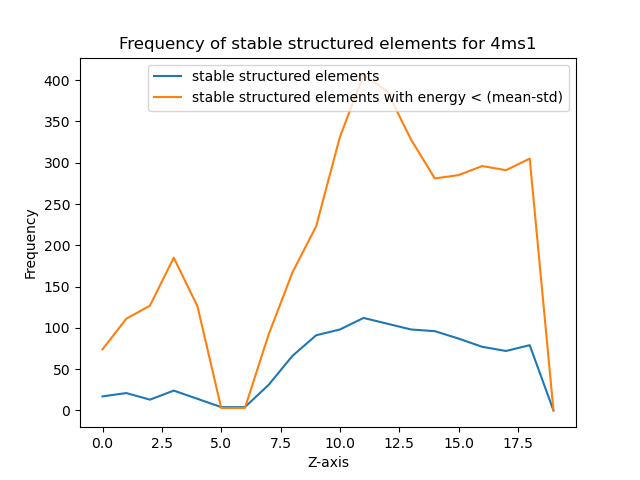 Frequency of stable structured elements for 4ms1
stable structured elements
stable structured elements with energy < (mean-std)
400
350
300
250
200
150
100
50
0
Frequency
0.0 2.5 5.0 7.5 10.0 12.5 15.0 17.5
Z-axis